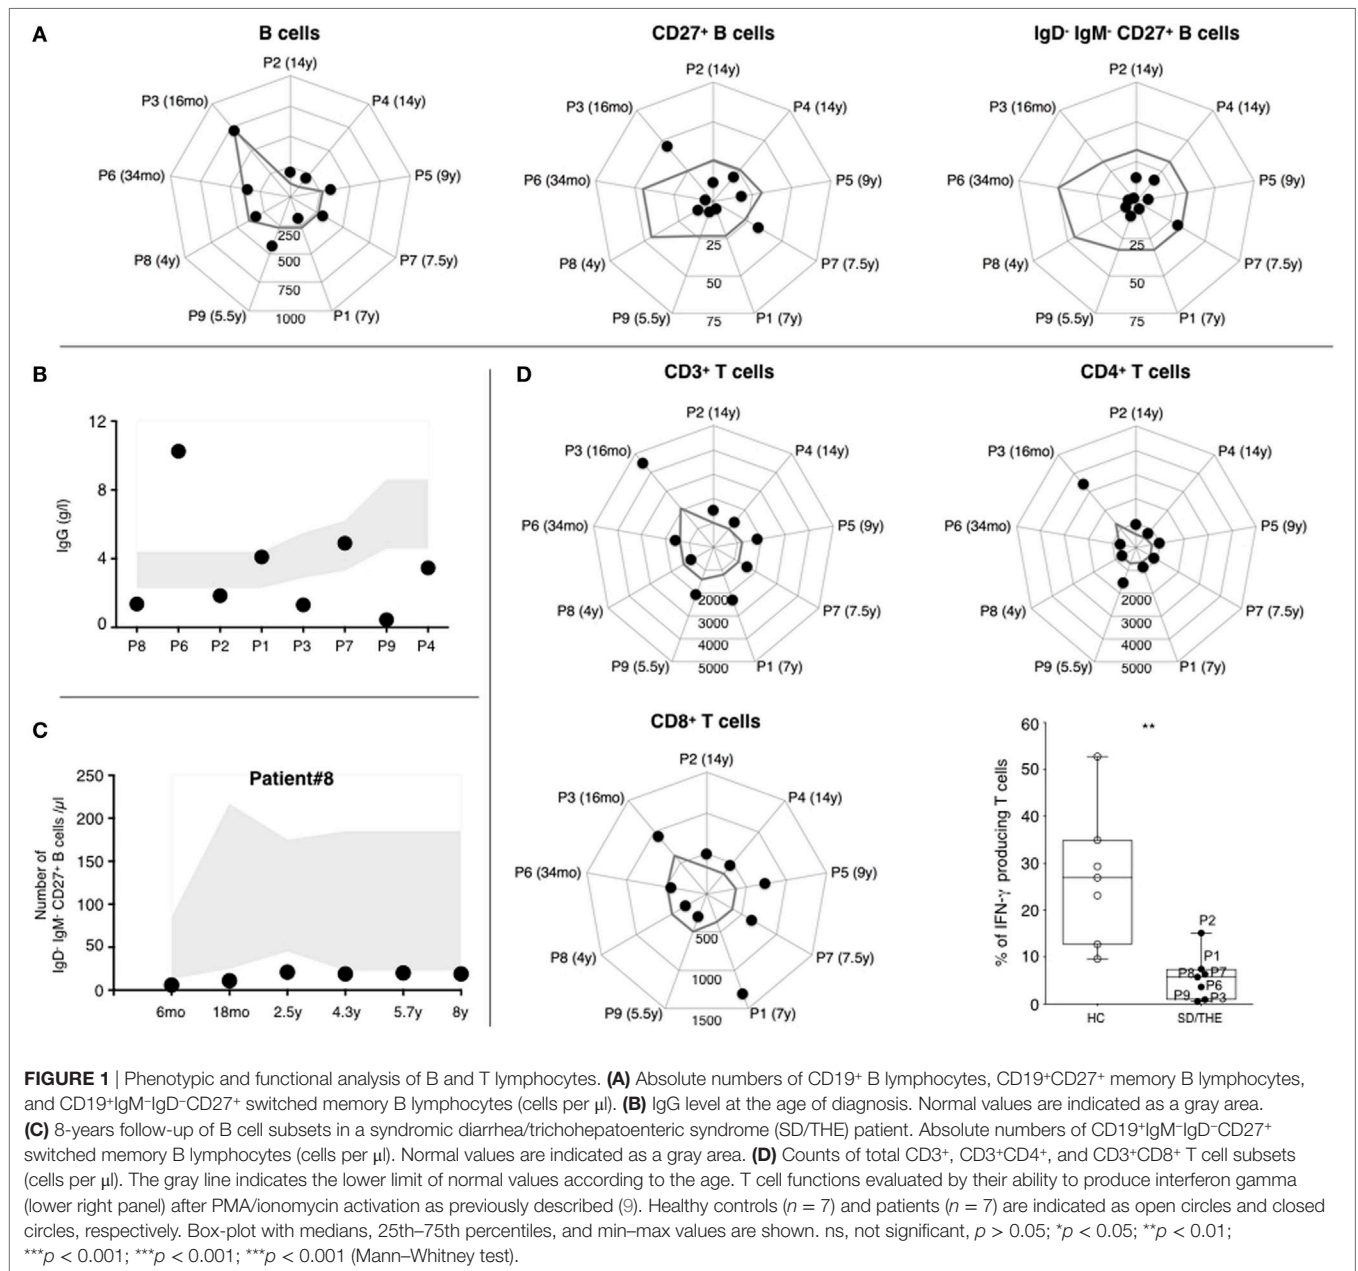 A
B cells
CD27+ B cells
IgD- IgM- CD27+ B cells
P2 (14y)
P3 (16mo)
P4 (14y)
P6 (34mo)
P5 (9y)
P8 (4y)
P7 (7.5y)
P9 (5.5y)
P1 (7y)
250
500
750
1000
P2 (14y)
P3 (16mo)
P4 (14y)
P6 (34mo)
P5 (9y)
P8 (4y)
P7 (7.5y)
P9 (5.5y)
P1 (7y)
25
50
75
P2 (14y)
P3 (16mo)
P4 (14y)
P6 (34mo)
P5 (9y)
P8 (4y)
P7 (7.5y)
P9 (5.5y)
P1 (7y)
25
50
75
B
IgG (g/l)
12
8
4
0
P8 P6 P2 P1 P3 P7 P9 P4
C
Patient#8
Number of
IgD- IgM- CD27+ B cells /µl
250
200
150
100
50
0
6mo 18mo 2.5y 4.3y 5.7y 8y
D
CD3+ T cells
P2 (14y)
P3 (16mo)
P4 (14y)
P6 (34mo)
P5 (9y)
P8 (4y)
P7 (7.5y)
P9 (5.5y)
P1 (7y)
2000
3000
4000
5000
CD4+ T cells
P2 (14y)
P3 (16mo)
P4 (14y)
P6 (34mo)
P5 (9y)
P8 (4y)
P7 (7.5y)
P9 (5.5y)
P1 (7y)
2000
3000
4000
5000
CD8+ T cells
P2 (14y)
P3 (16mo)
P4 (14y)
P6 (34mo)
P5 (9y)
P8 (4y)
P7 (7.5y)
P9 (5.5y)
P1 (7y)
500
1000
1500
% of IFN-γ producing T cells
60
50
40
30
20
10
0
**
P2
P1
P8 P7
P6
P9 P3
HC SD/THE
FIGURE 1 | Phenotypic and functional analysis of B and T lymphocytes. (A) Absolute numbers of CD19+ B lymphocytes, CD19+CD27+ memory B lymphocytes,
and CD19+IgM-IgD-CD27+ switched memory B lymphocytes (cells per µl). (B) IgG level at the age of diagnosis. Normal values are indicated as a gray area.
(C) 8-years follow-up of B cell subsets in a syndromic diarrhea/trichohepatoenteric syndrome (SD/THE) patient. Absolute numbers of CD19+IgM-IgD-CD27+
switched memory B lymphocytes (cells per µl). Normal values are indicated as a gray area. (D) Counts of total CD3+, CD3+CD4+, and CD3+CD8+ T cell subsets
(cells per µl). The gray line indicates the lower limit of normal values according to the age. T cell functions evaluated by their ability to produce interferon gamma
(lower right panel) after PMA/ionomycin activation as previously described (9). Healthy controls (n = 7) and patients (n = 7) are indicated as open circles and closed
circles, respectively. Box-plot with medians, 25th–75th percentiles, and min–max values are shown. ns, not significant, p > 0.05; *p < 0.05; **p < 0.01;
***p < 0.001; ***p < 0.001; ***p < 0.001 (Mann–Whitney test).